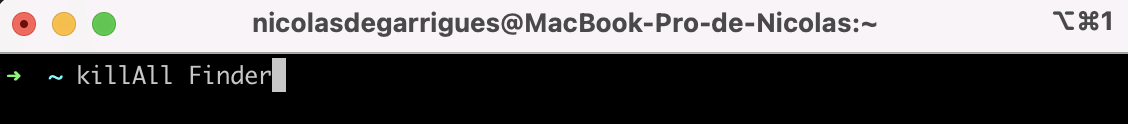 nicolasdegarrigues@MacBook-Pro-de-Nicolas:~ ⌥⌘1
➜ ~ killAll Finder